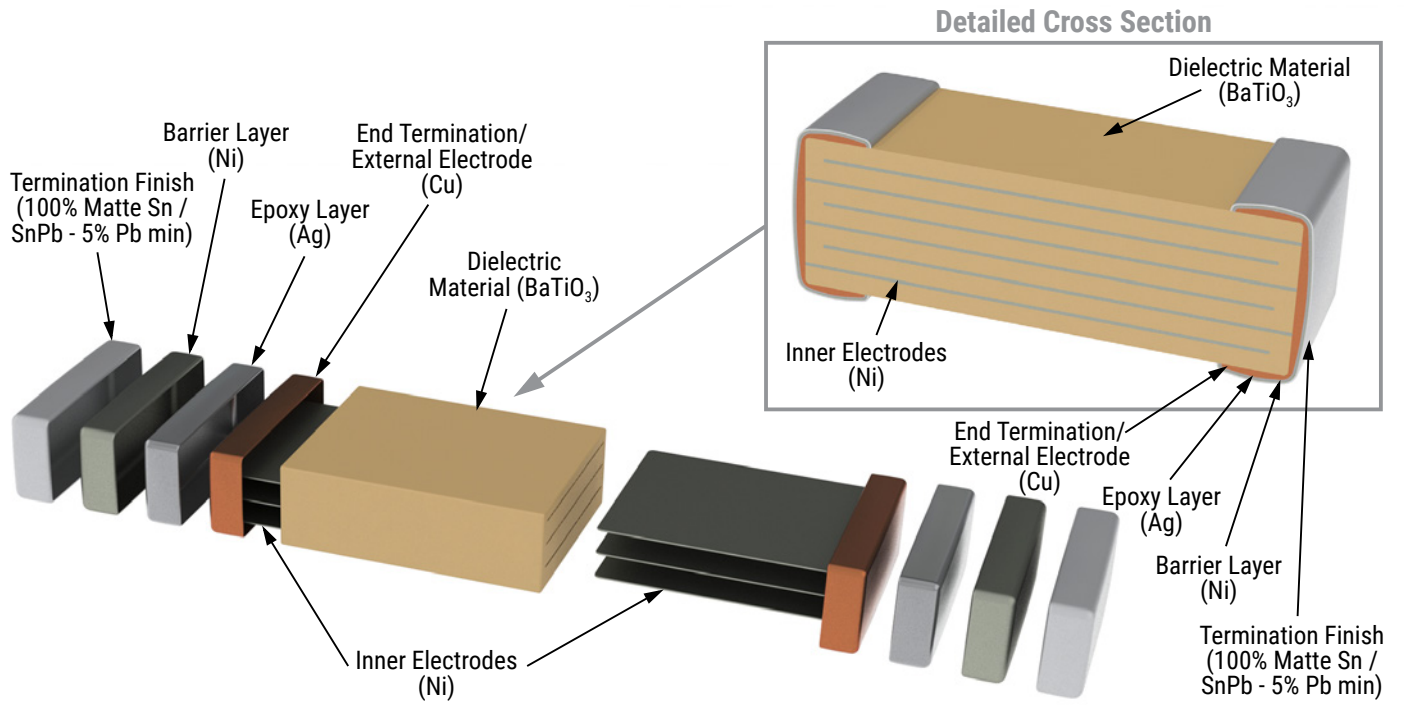 Detailed Cross Section
Dielectric Material
(BaTiO₃)
Inner Electrodes
(Ni)
Barrier Layer
(Ni)
End Termination/
External Electrode
(Cu)
Termination Finish
(100% Matte Sn /
SnPb - 5% Pb min)
Epoxy Layer
(Ag)
Dielectric
Material (BaTiO₃)
Inner Electrodes
(Ni)
End Termination/
External Electrode
(Cu)
Epoxy Layer
(Ag)
Barrier Layer
(Ni)
Termination Finish
(100% Matte Sn /
SnPb - 5% Pb min)